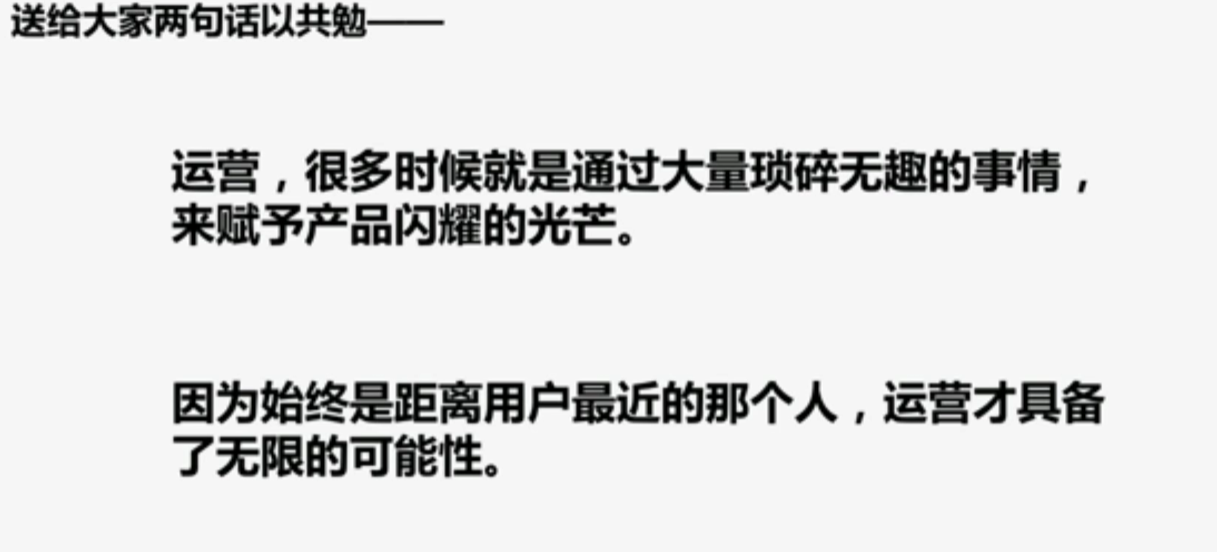 送给大家两句话以共勉——
运营，很多时候就是通过大量琐碎无趣的事情，
来赋予产品闪耀的光芒。
因为始终是距离用户最近的那个人，运营才具备
了无限的可能性。